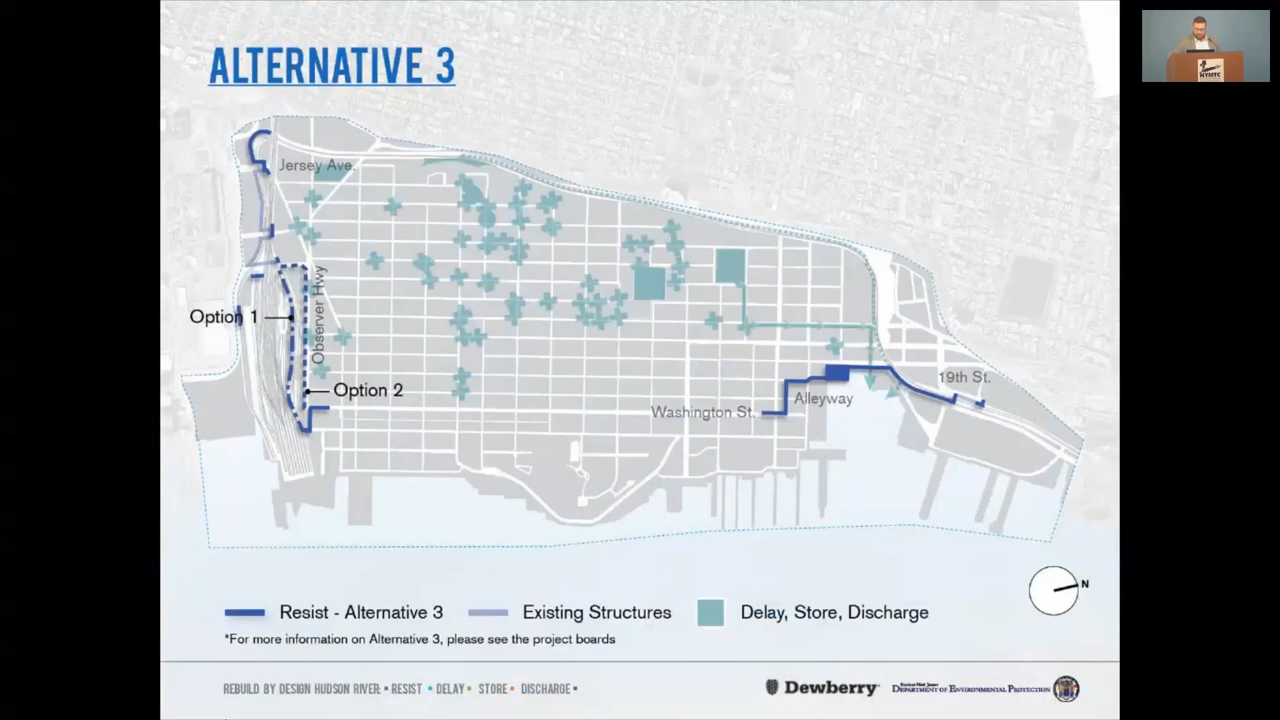 ALTERNATIVE 3
Jersey Ave.
Observer Hwy
Option 1
Option 2
Washington St.
Alleyway
19th St.
N
Resist - Alternative 3
Existing Structures
Delay, Store, Discharge
*For more information on Alternative 3, please see the project boards
REBUILD BY DESIGN HUDSON RIVER: • RESIST • DELAY • STORE • DISCHARGE •
Dewberry
DEPARTMENT OF ENVIRONMENTAL PROTECTION
NYMTC